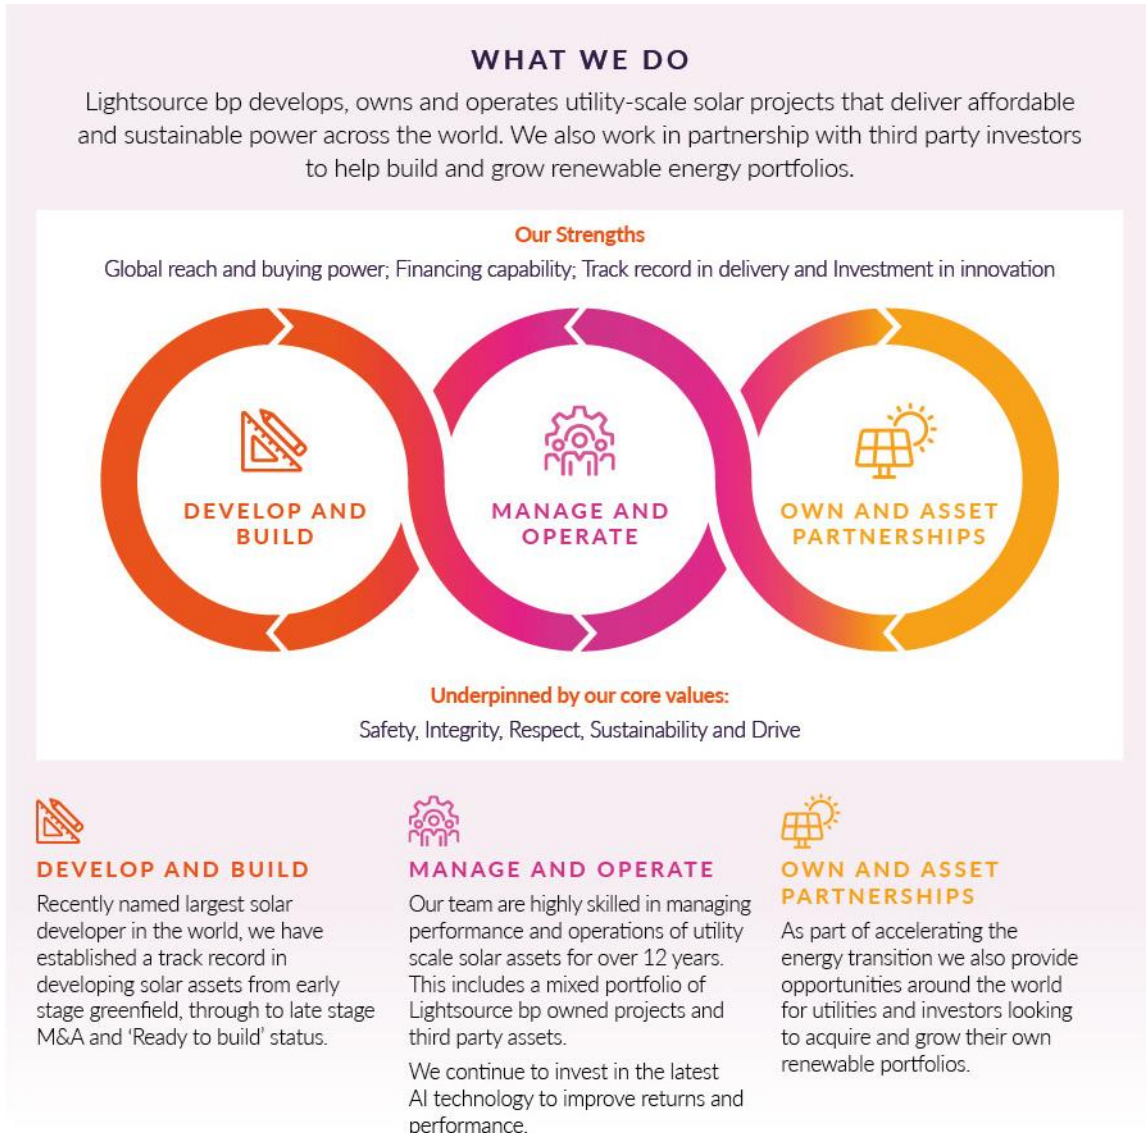 WHAT WE DO
Lightsource bp develops, owns and operates utility-scale solar projects that deliver affordable
and sustainable power across the world. We also work in partnership with third party investors
to help build and grow renewable energy portfolios.
Our Strengths
Global reach and buying power; Financing capability; Track record in delivery and Investment in innovation
DEVELOP AND
BUILD
MANAGE AND
OPERATE
OWN AND ASSET
PARTNERSHIPS
Underpinned by our core values:
Safety, Integrity, Respect, Sustainability and Drive
DEVELOP AND BUILD
Recently named largest solar
developer in the world, we have
established a track record in
developing solar assets from early
stage greenfield, through to late stage
M&A and ‘Ready to build’ status.
MANAGE AND OPERATE
Our team are highly skilled in managing
performance and operations of utility
scale solar assets for over 12 years.
This includes a mixed portfolio of
Lightsource bp owned projects and
third party assets.
We continue to invest in the latest
AI technology to improve returns and
performance.
OWN AND ASSET
PARTNERSHIPS
As part of accelerating the
energy transition we also provide
opportunities around the world
for utilities and investors looking
to acquire and grow their own
renewable portfolios.